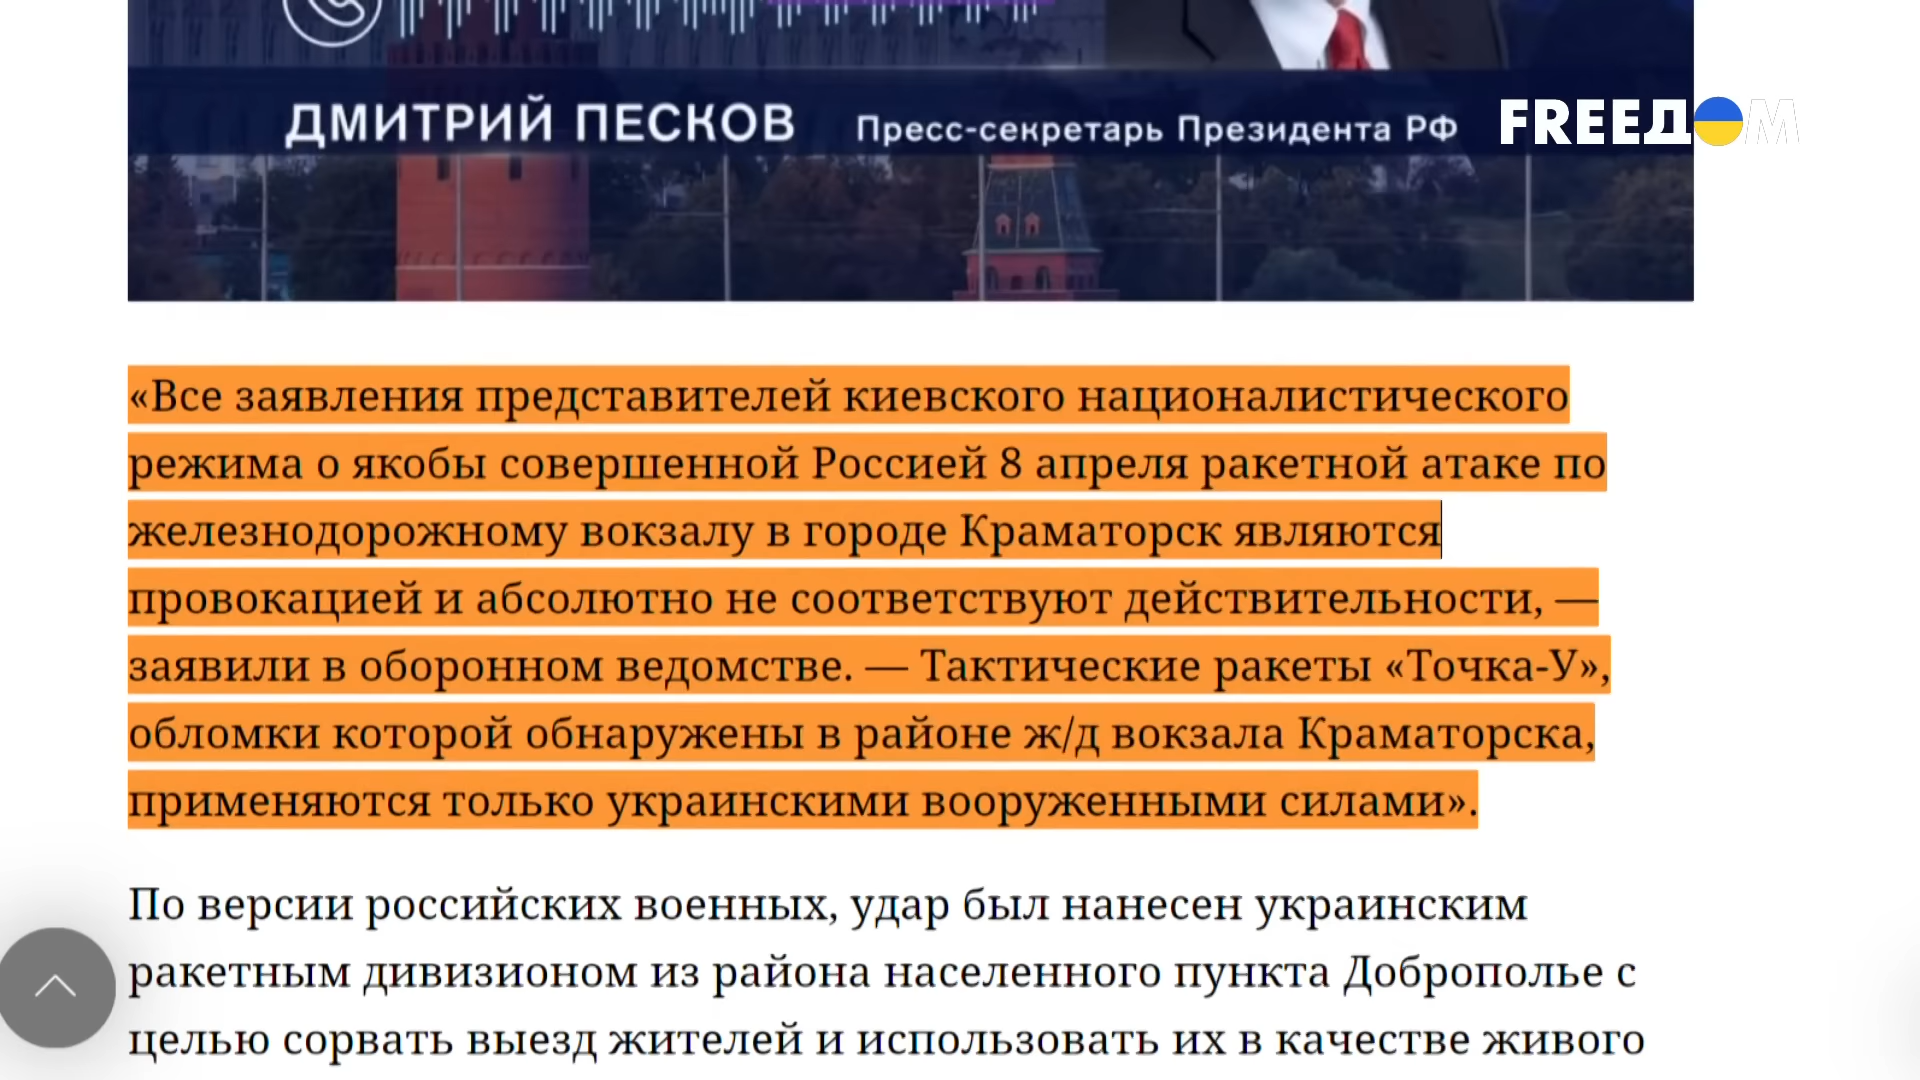 ДМИТРИЙ ПЕСКОВ Пресс-секретарь Президента РФ
FREEДOM
«Все заявления представителей киевского националистического
режима о якобы совершенной Россией 8 апреля ракетной атаке по
железнодорожному вокзалу в городе Краматорск являются
провокацией и абсолютно не соответствуют действительности, —
заявили в оборонном ведомстве. — Тактические ракеты «Точка-У»,
обломки которой обнаружены в районе ж/д вокзала Краматорска,
применяются только украинскими вооруженными силами».
По версии российских военных, удар был нанесен украинским
ракетным дивизионом из района населенного пункта Доброполье с
целью сорвать выезд жителей и использовать их в качестве живого